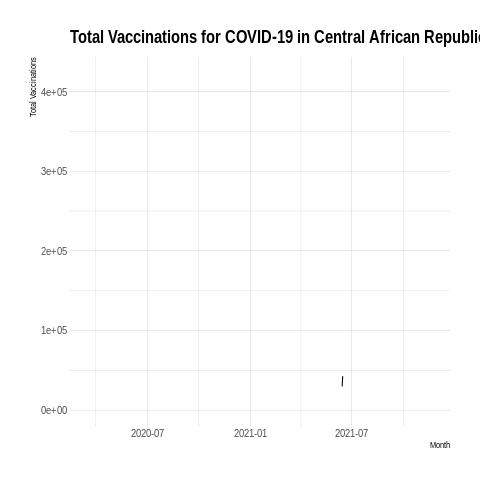 Total Vaccinations for COVID-19 in Central African Republi
Total Vaccinations
4e+05
3e+05
2e+05
1e+05
0e+00
2020-07 2021-01 2021-07
Month